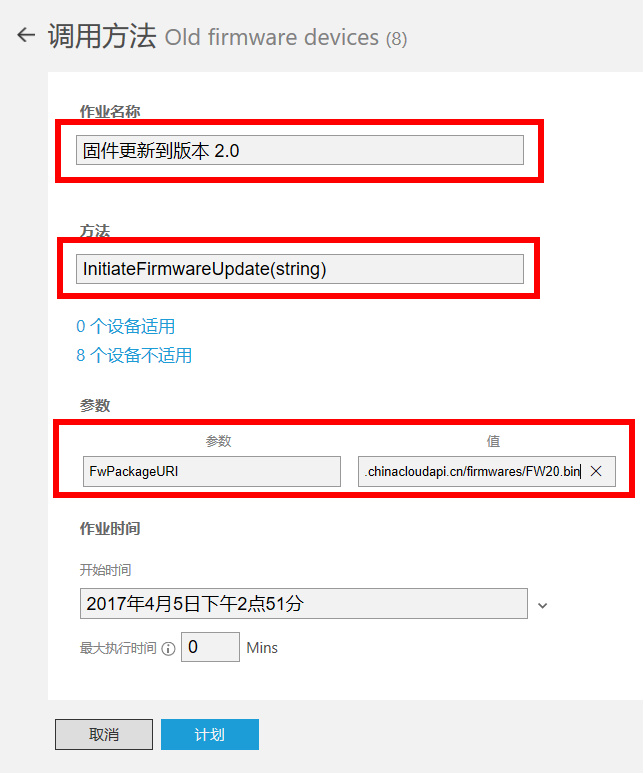 调用方法 Old firmware devices (8)
作业名称
固件更新到版本 2.0
方法
InitiateFirmwareUpdate(string)
0 个设备适用
8 个设备不适用
参数
参数 值
FwPackageURI .chinacloudapi.cn/firmwares/FW20.bin
作业时间
开始时间
2017年4月5日下午2点51分
最大执行时间 0 Mins
取消 计划